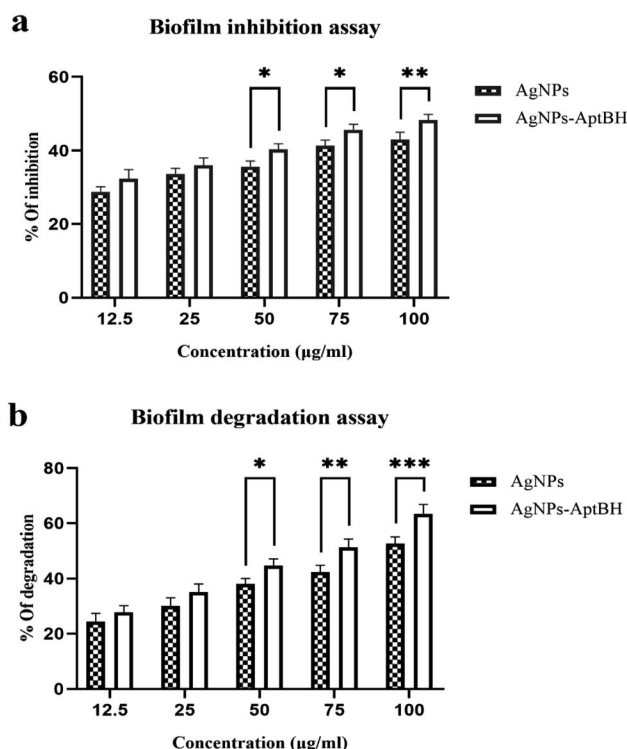 a
Biofilm inhibition assay
60
40
20
0
% Of inhibition
* * **
AgNPs
AgNPs-AptBH
12.5 25 50 75 100
Concentration (µg/ml)
b
Biofilm degradation assay
80
60
40
20
0
% Of degradation
* ** ***
AgNPs
AgNPs-AptBH
12.5 25 50 75 100
Concentration (µg/ml)